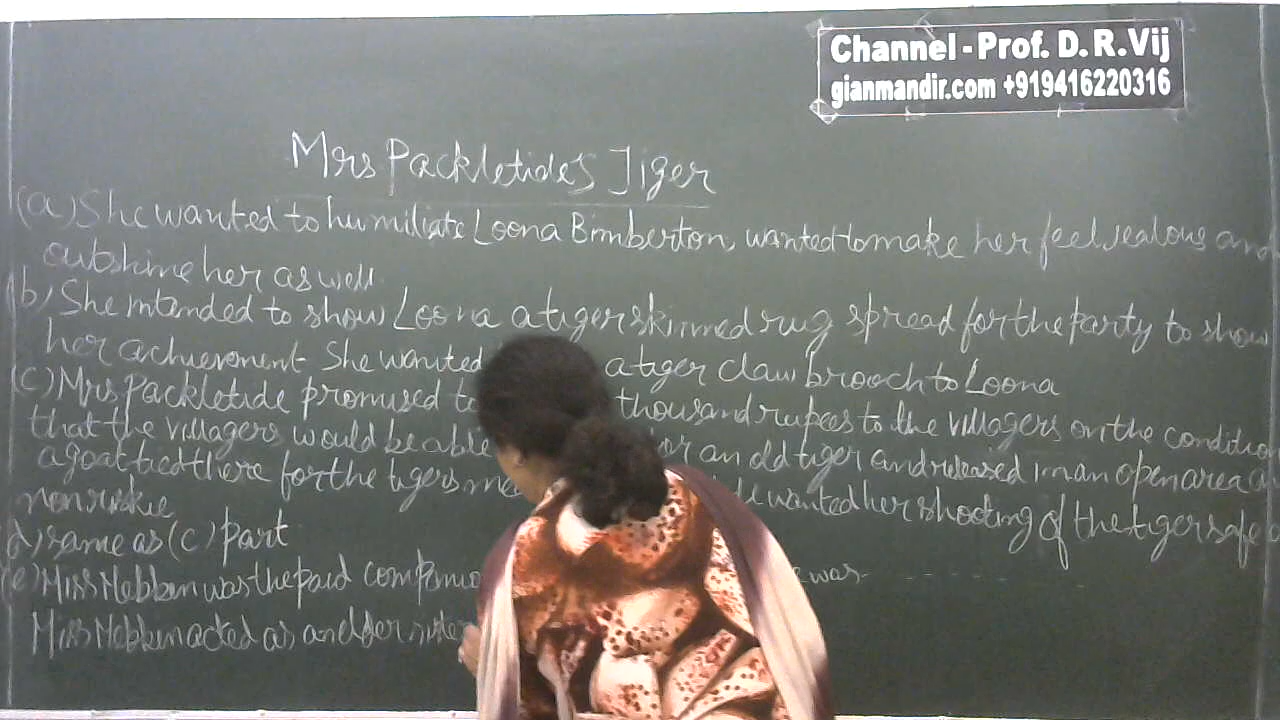 Channel - Prof. D. R. Vij
gianmandir.com +919416220316
Mrs Packletide's Tiger
(a) She wanted to humiliate Loona Bimberton, wanted to make her feel jealous and
outshine her as well.
(b) She intended to show Loona a tiger skinned rug spread for the party to show
her achievement. She wanted a tiger claw brooch to Loona
(c) Mrs Packletide promised to thousand rupees to the villagers on the condition
that the villagers would be able or an old tiger and released in an open area
a goat tied there for the tigers me wanted her shooting of the tiger safe
non riskie
same as (c) part
(e) Miss Mebbin was the paid compnio was - - - - - -
Miss Mebbin acted as an elder sister